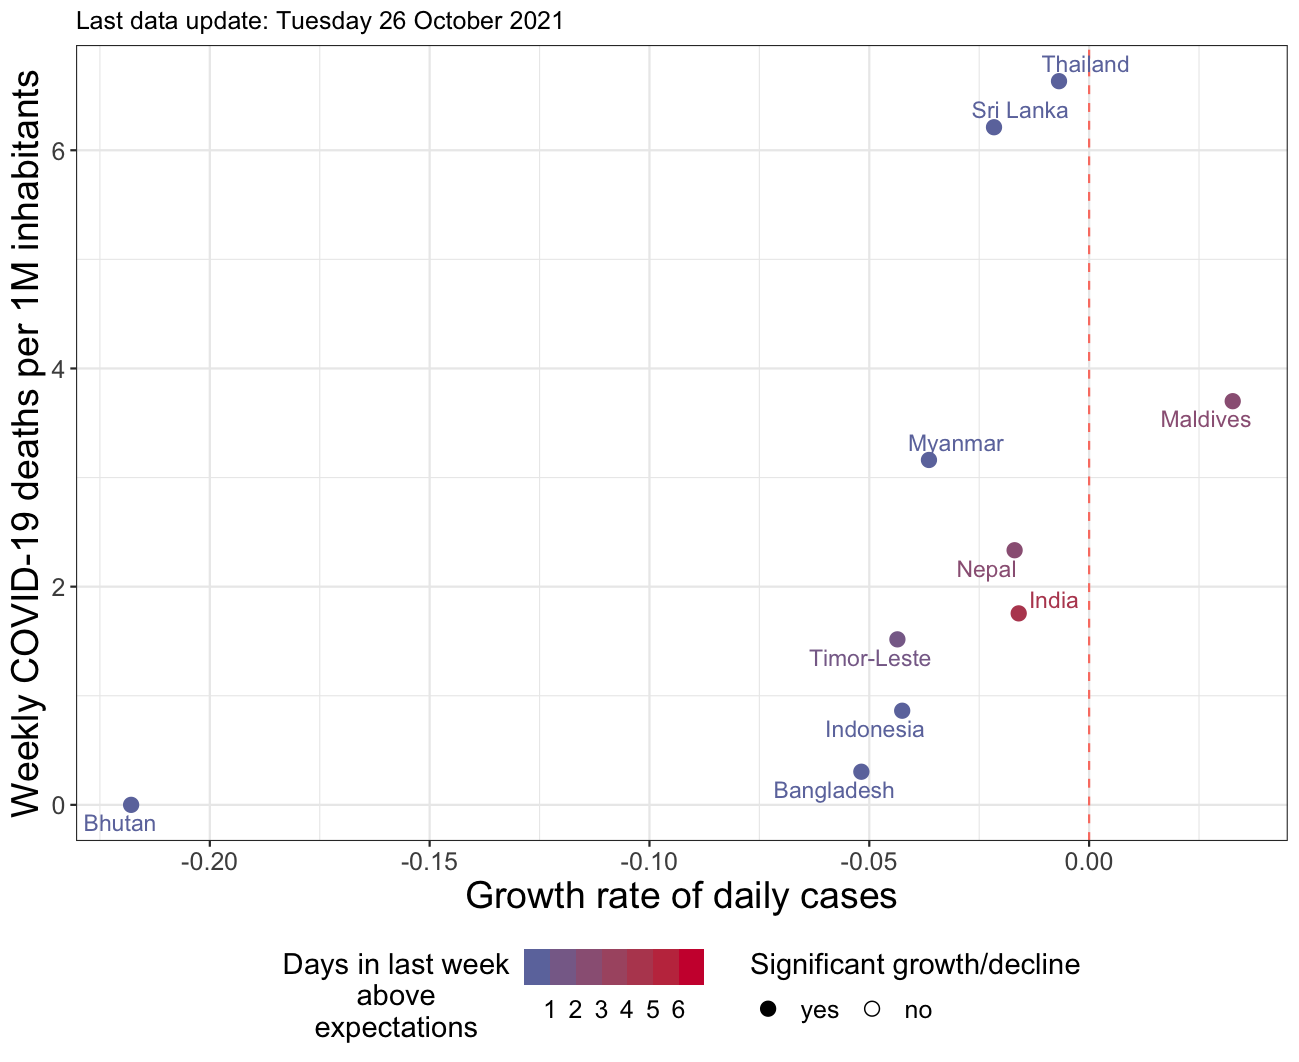 Last data update: Tuesday 26 October 2021
Weekly COVID-19 deaths per 1M inhabitants
6
4
2
0
Thailand
Sri Lanka
Maldives
Myanmar
Nepal
India
Timor-Leste
Indonesia
Bangladesh
Bhutan
-0.20 -0.15 -0.10 -0.05 0.00
Growth rate of daily cases
Days in last week
above
expectations
1 2 3 4 5 6
Significant growth/decline
yes no